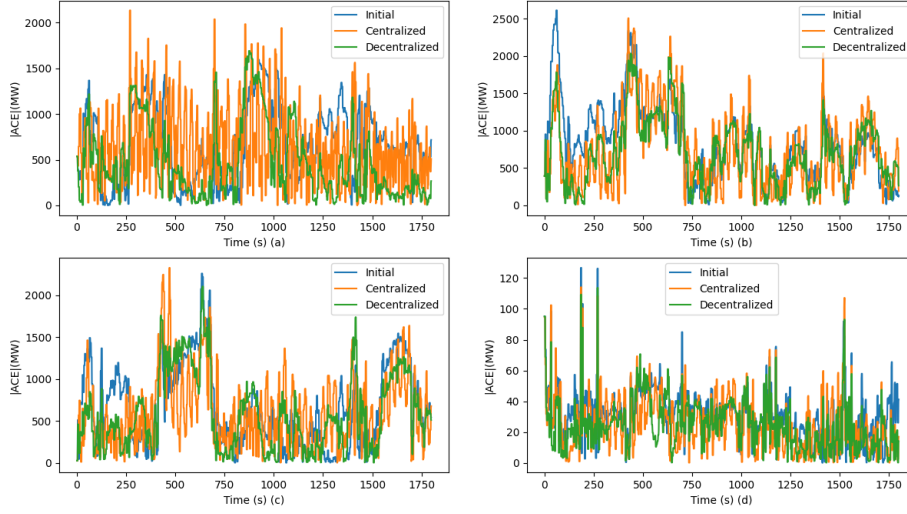 Initial
Centralized
Decentralized
|ACE|(MW)
2000
1500
1000
500
0
0
250
500
750
1000
1250
1500
1750
Time (s) (a)
Initial
Centralized
Decentralized
|ACE|(MW)
2500
2000
1500
1000
500
0
0
250
500
750
1000
1250
1500
1750
Time (s) (b)
Initial
Centralized
Decentralized
|ACE|(MW)
2000
1500
1000
500
0
0
250
500
750
1000
1250
1500
1750
Time (s) (c)
Initial
Centralized
Decentralized
|ACE|(MW)
120
100
80
60
40
20
0
0
250
500
750
1000
1250
1500
1750
Time (s) (d)